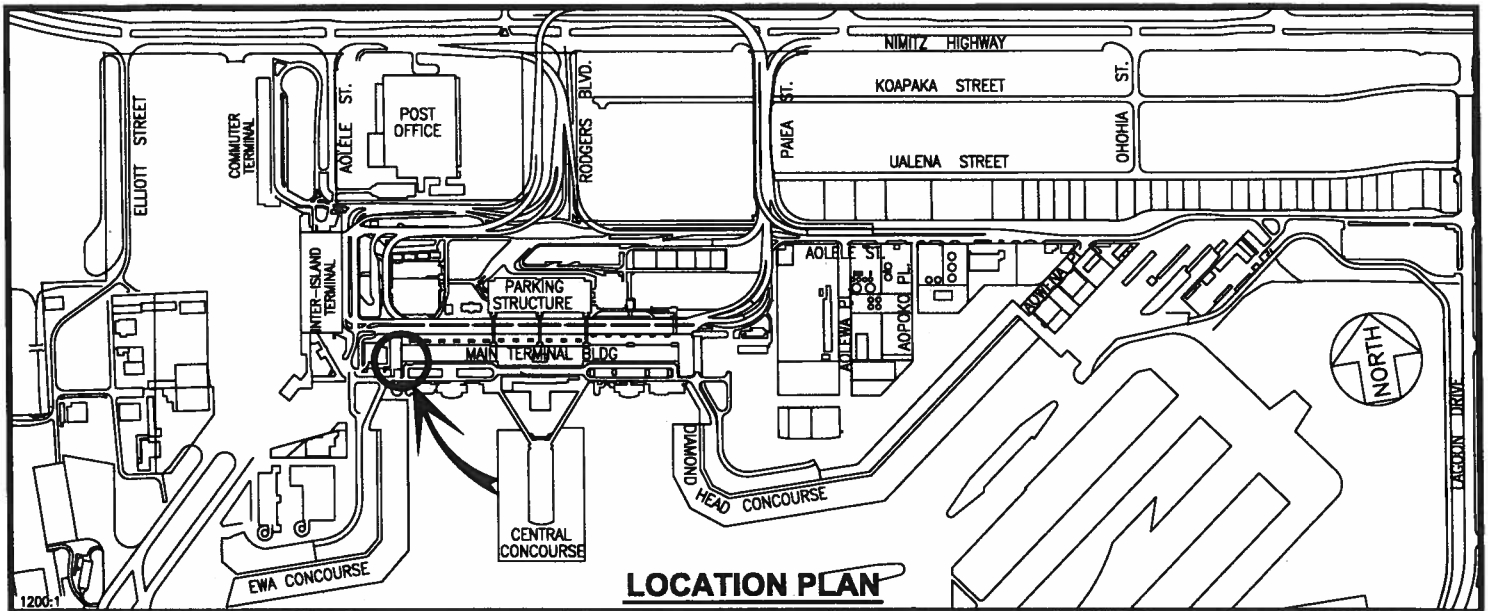 NIMITZ HIGHWAY
KOAPAKA STREET
UALENA STREET
ELLIOTT STREET
COMMUTER
TERMINAL
AOLELE ST.
POST
OFFICE
RODGERS BLVD.
PAIEA ST.
OHOHIA ST.
INTER-ISLAND
TERMINAL
PARKING
STRUCTURE
MAIN TERMINAL BLDG
AOLELE ST.
AOLEWA PL.
AOPOKO PL.
AOWENA PL.
NORTH
LAGOON DRIVE
DIAMOND
HEAD CONCOURSE
CENTRAL
CONCOURSE
EWA CONCOURSE
LOCATION PLAN
1200:1